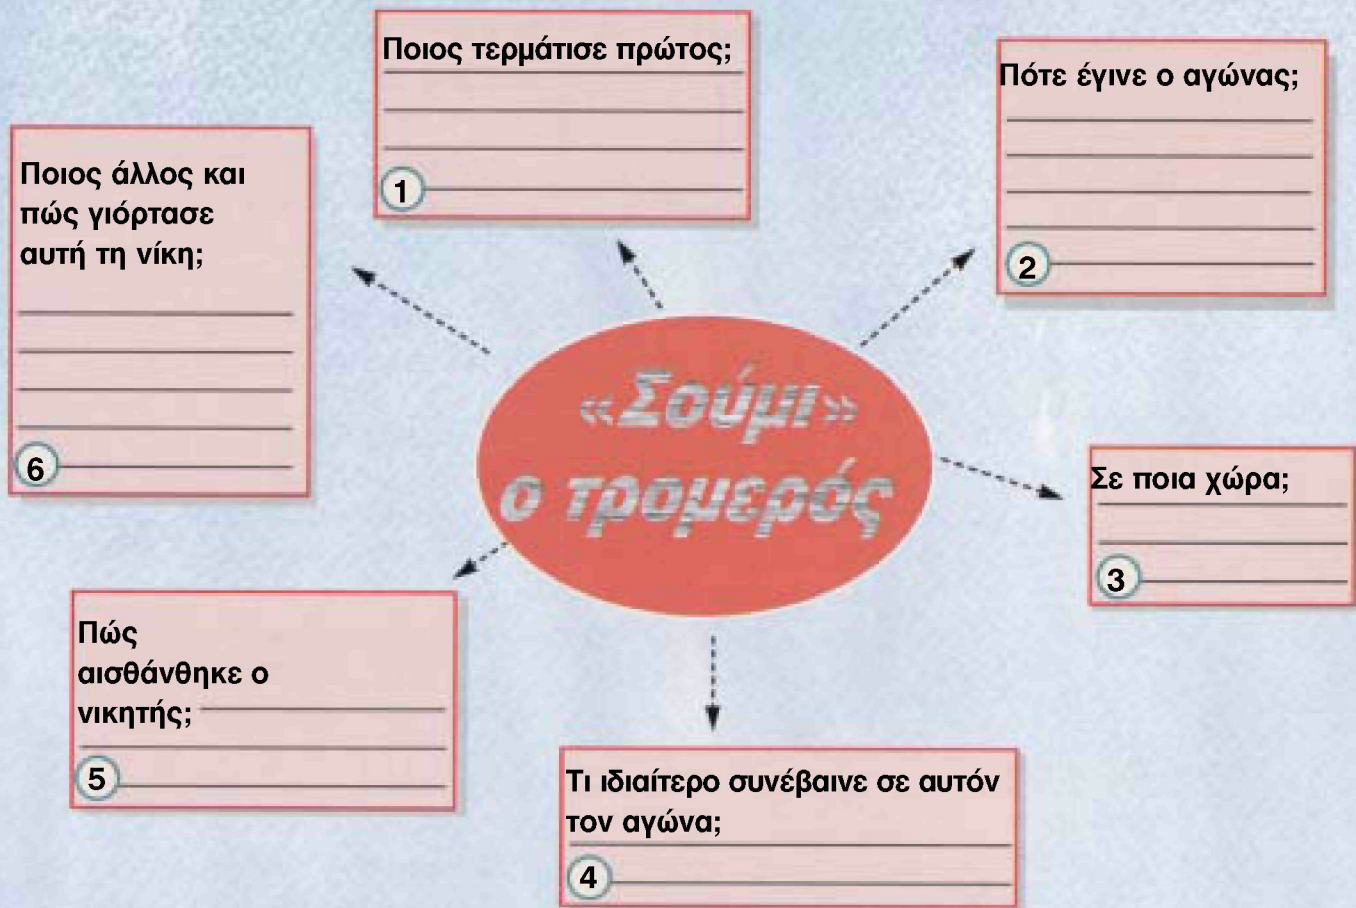 Ποιος τερμάτισε πρώτος;
1
Πότε έγινε ο αγώνας;
2
Ποιος άλλος και
πώς γιόρτασε
αυτή τη νίκη;
6
«Σούμι»
ο τρομερός
Σε ποια χώρα;
3
Πώς
αισθάνθηκε ο
νικητής;
5
Τι ιδιαίτερο συνέβαινε σε αυτόν
τον αγώνα;
4